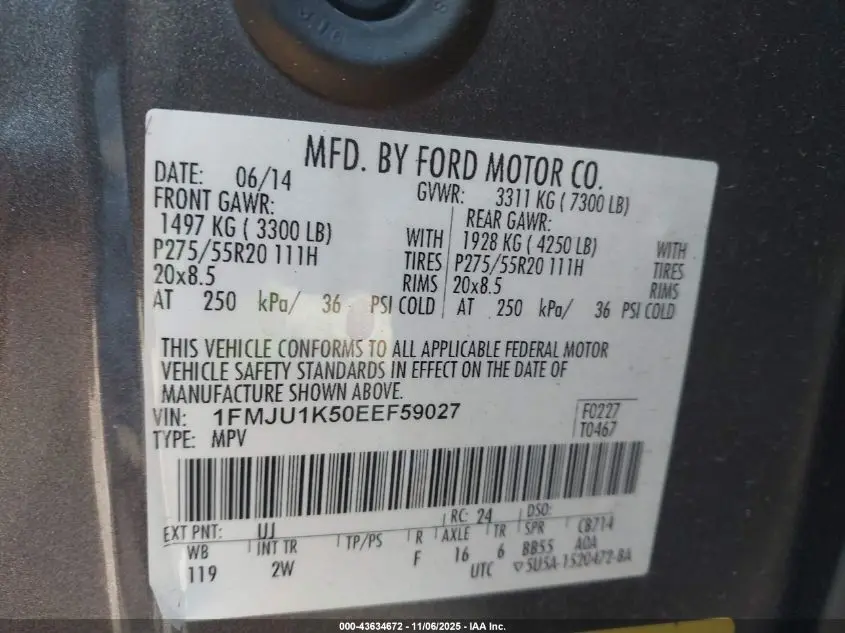 MFD. BY FORD MOTOR CO.
DATE: 06/14
GVWR: 3311 KG ( 7300 LB)
FRONT GAWR:
1497 KG ( 3300 LB)
WITH
P275/55R20 111H
TIRES
20x8.5
RIMS
AT 250 kPa/ 36 PSI COLD
REAR GAWR:
1928 KG ( 4250 LB)
WITH
P275/55R20 111H
TIRES
20x8.5
RIMS
AT 250 kPa/ 36 PSI COLD
THIS VEHICLE CONFORMS TO ALL APPLICABLE FEDERAL MOTOR
VEHICLE SAFETY STANDARDS IN EFFECT ON THE DATE OF
MANUFACTURE SHOWN ABOVE.
VIN: 1FMJU1K50EEF59027
F0227
TYPE: MPV
T0467
RC: 24 DSO:
EXT PNT: UJ
C8714
WB INT TR TP/PS R AXLE TR SPR
119 2W F 16 6 BB55 AOA
UTC 5U5A-1520472-BA
000-43634672 - 11/06/2025 - IAA Inc.